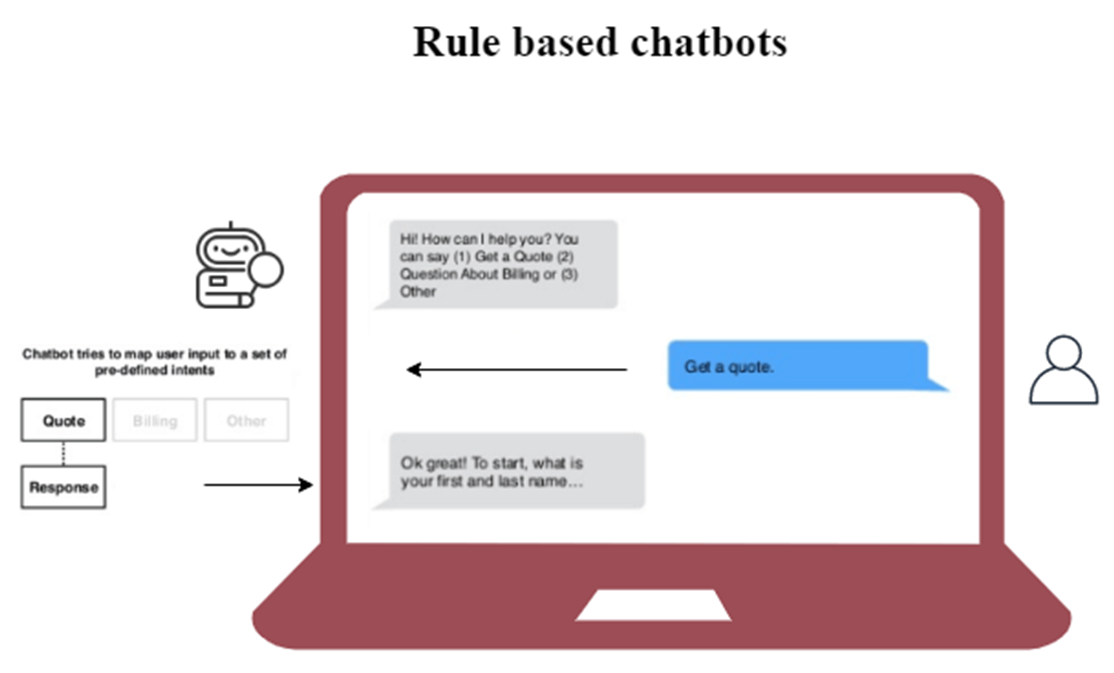 Rule based chatbots
Hi! How can I help you? You
can say (1) Get a Quote (2)
Question About Billing or (3)
Other
Get a quote.
Chatbot tries to map user input to a set of
pre-defined intents
Quote
Billing
Other
Response
Ok great! To start, what is
your first and last name...